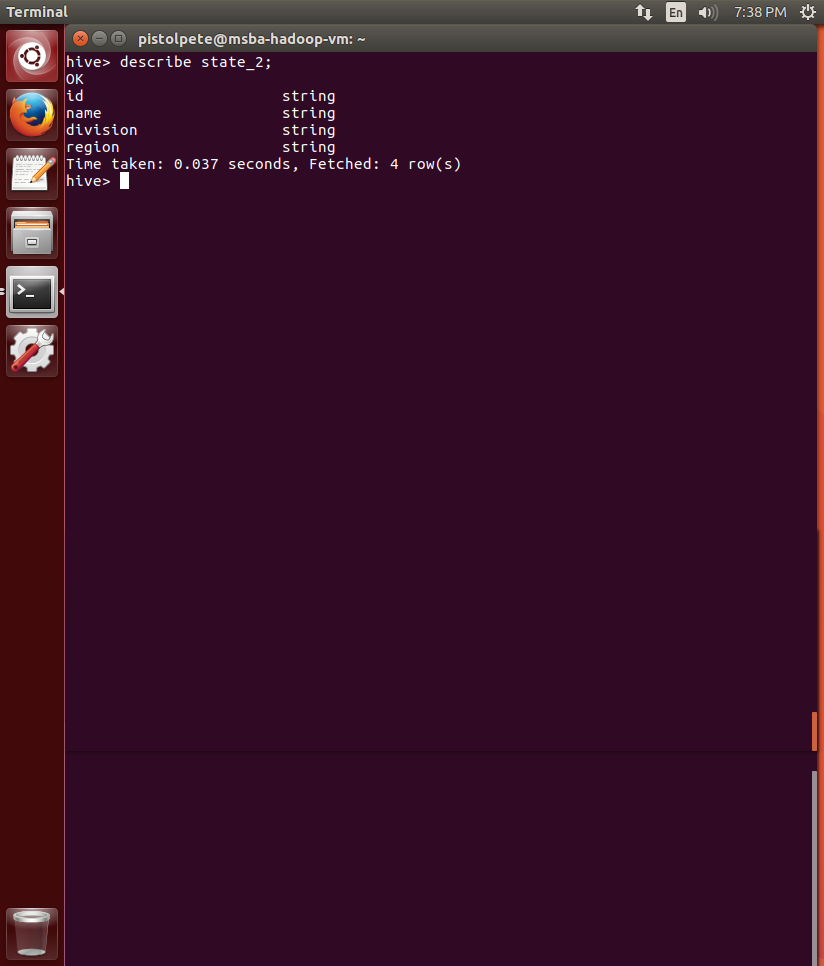 Terminal
En
7:38 PM
pistolpete@msba-hadoop-vm: ~
hive> describe state_2;
OK
id                  	string
name                	string
division            	string
region              	string
Time taken: 0.037 seconds, Fetched: 4 row(s)
hive>
>_